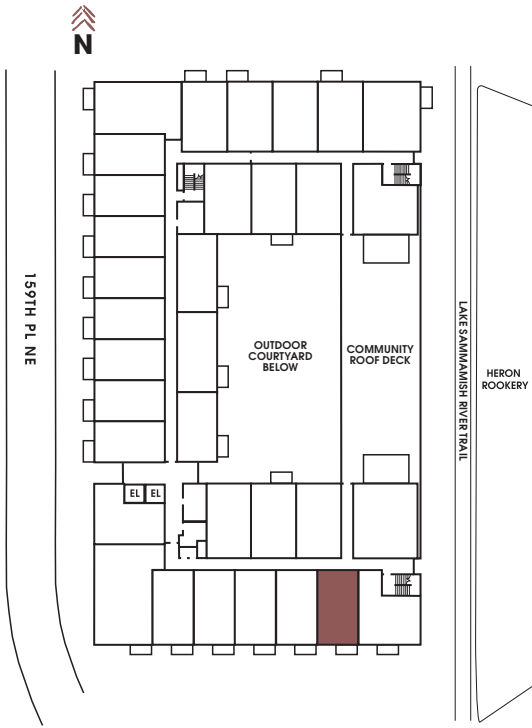 N
159TH PL NE
OUTDOOR
COURTYARD
BELOW
COMMUNITY
ROOF DECK
LAKE SAMMAMISH RIVER TRAIL
HERON
ROOKERY
EL
EL